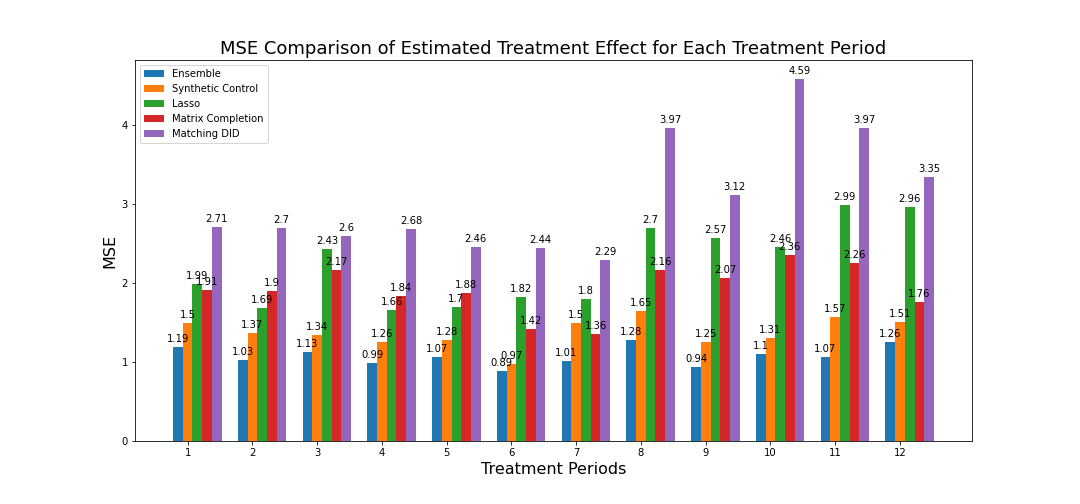 MSE Comparison of Estimated Treatment Effect for Each Treatment Period
Ensemble
Synthetic Control
Lasso
Matrix Completion
Matching DID
MSE
4
3
2
1
0
1.19 1.5 1.99 1.91 2.71
1.03 1.37 1.69 1.9 2.7
1.13 1.34 2.43 2.17 2.6
0.99 1.26 1.66 1.84 2.68
1.07 1.28 1.7 1.88 2.46
0.89 0.97 1.82 1.42 2.44
1.01 1.5 1.8 1.36 2.29
1.28 1.65 2.7 2.16 3.97
0.94 1.25 2.57 2.07 3.12
1.1 1.31 2.46 2.36 4.59
1.07 1.57 2.99 2.26 3.97
1.26 1.51 2.96 1.76 3.35
1 2 3 4 5 6 7 8 9 10 11 12
Treatment Periods